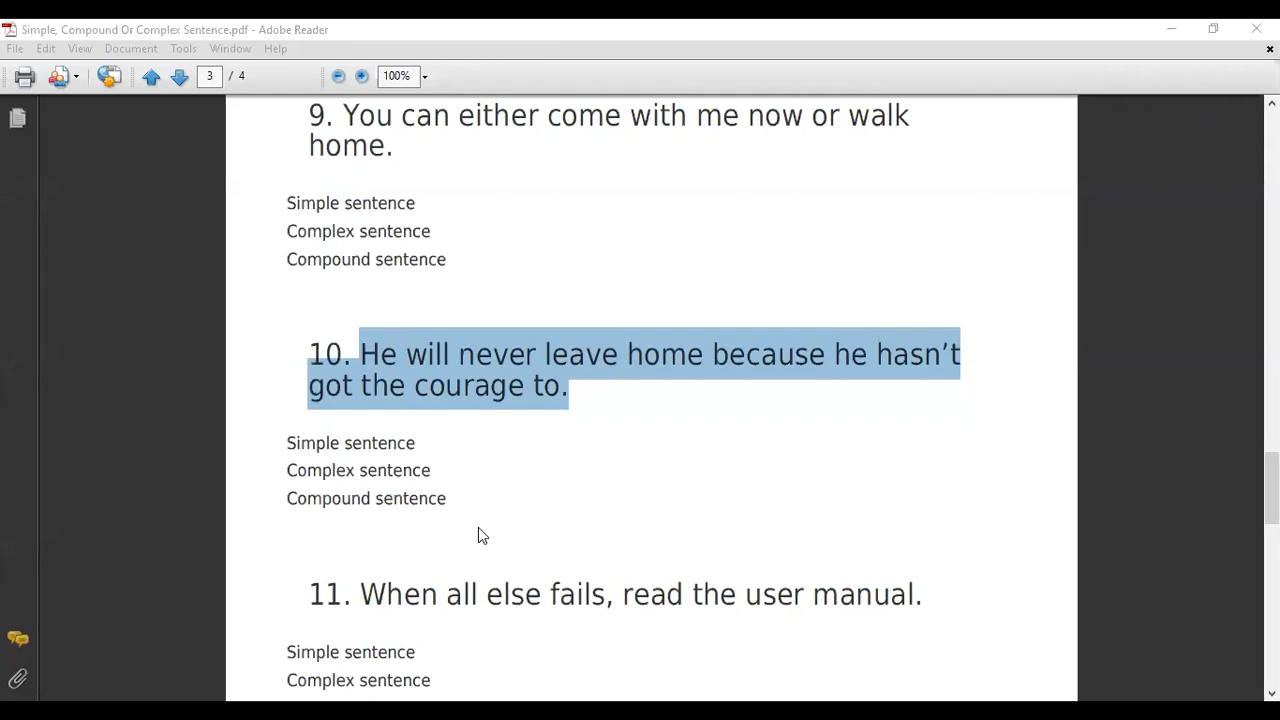 Simple, Compound Or Complex Sentence.pdf - Adobe Reader
File Edit View Document Tools Window Help
3 / 4 100%
9. You can either come with me now or walk
home.
Simple sentence
Complex sentence
Compound sentence
10. He will never leave home because he hasn’t
got the courage to.
Simple sentence
Complex sentence
Compound sentence
11. When all else fails, read the user manual.
Simple sentence
Complex sentence